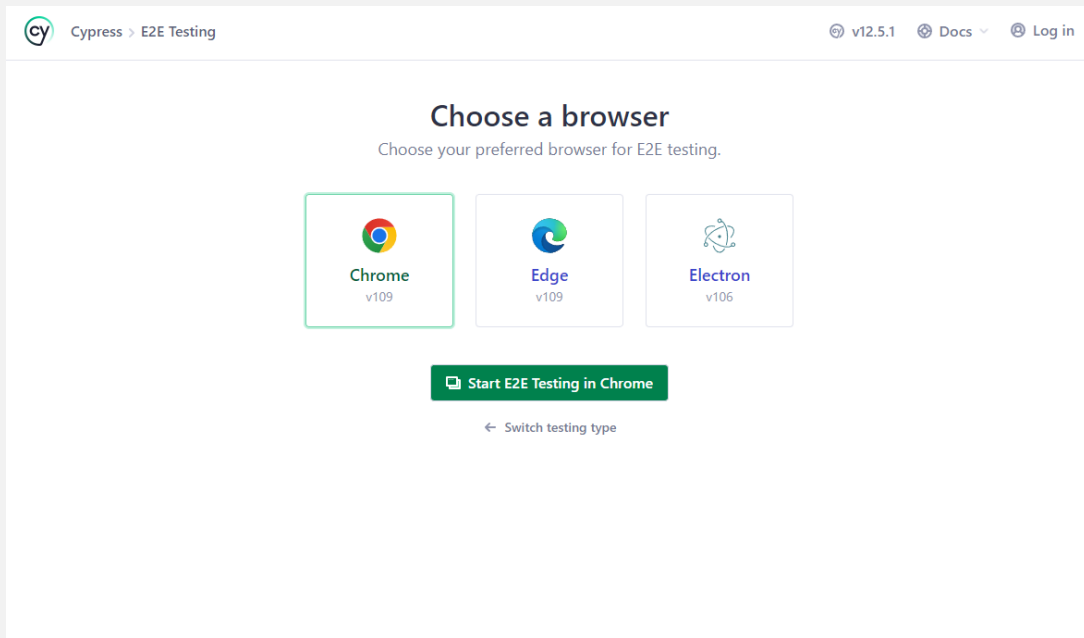 cy Cypress > E2E Testing v12.5.1 Docs Log in
Choose a browser
Choose your preferred browser for E2E testing.
Chrome Edge Electron
v109 v109 v106
Start E2E Testing in Chrome
← Switch testing type